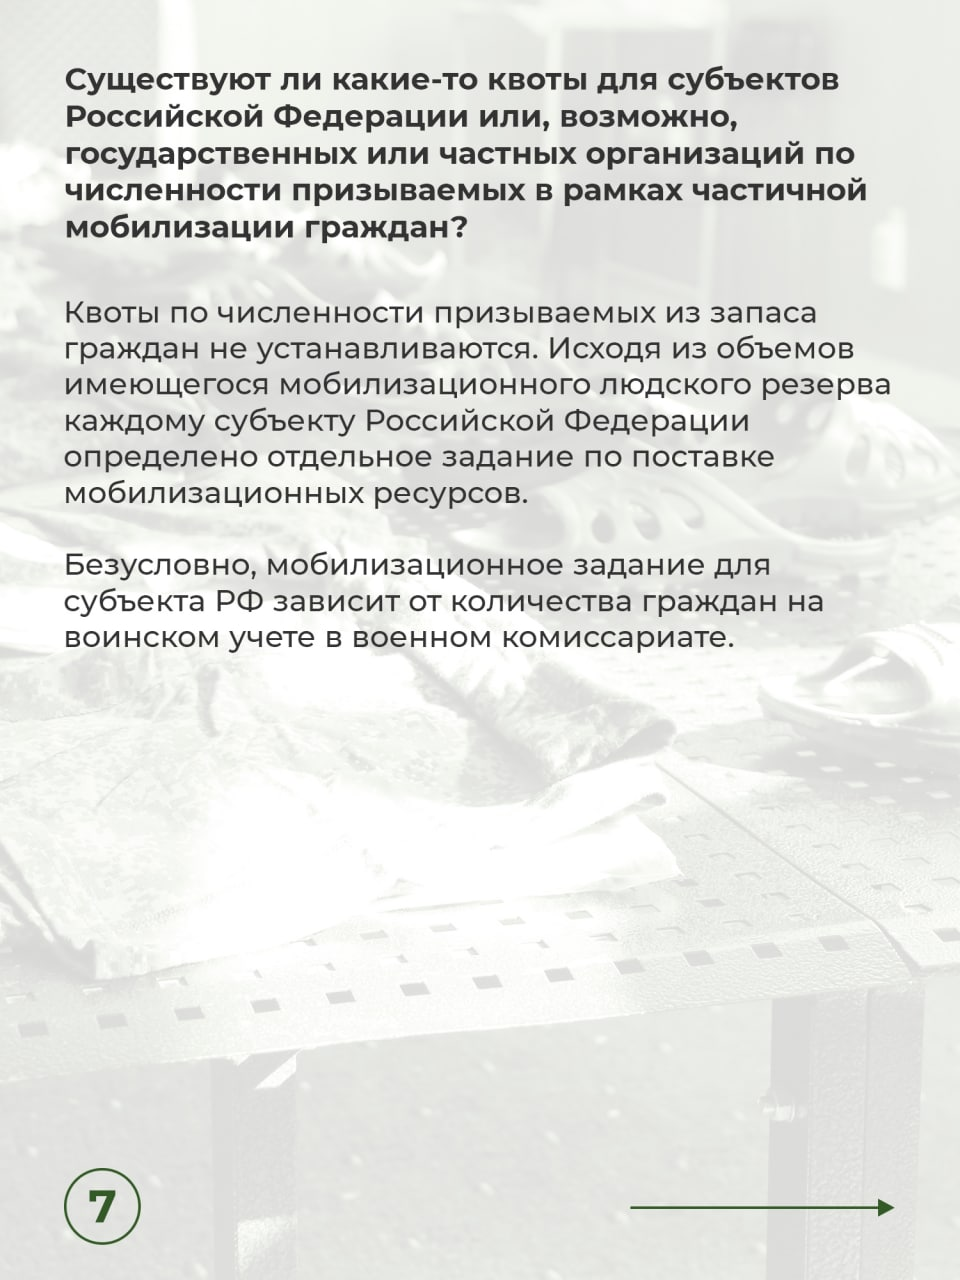 Существуют ли какие-то квоты для субъектов
Российской Федерации или, возможно,
государственных или частных организаций по
численности призываемых в рамках частичной
мобилизации граждан?
Квоты по численности призываемых из запаса
граждан не устанавливаются. Исходя из объемов
имеющегося мобилизационного людского резерва
каждому субъекту Российской Федерации
определено отдельное задание по поставке
мобилизационных ресурсов.
Безусловно, мобилизационное задание для
субъекта РФ зависит от количества граждан на
воинском учете в военном комиссариате.
7